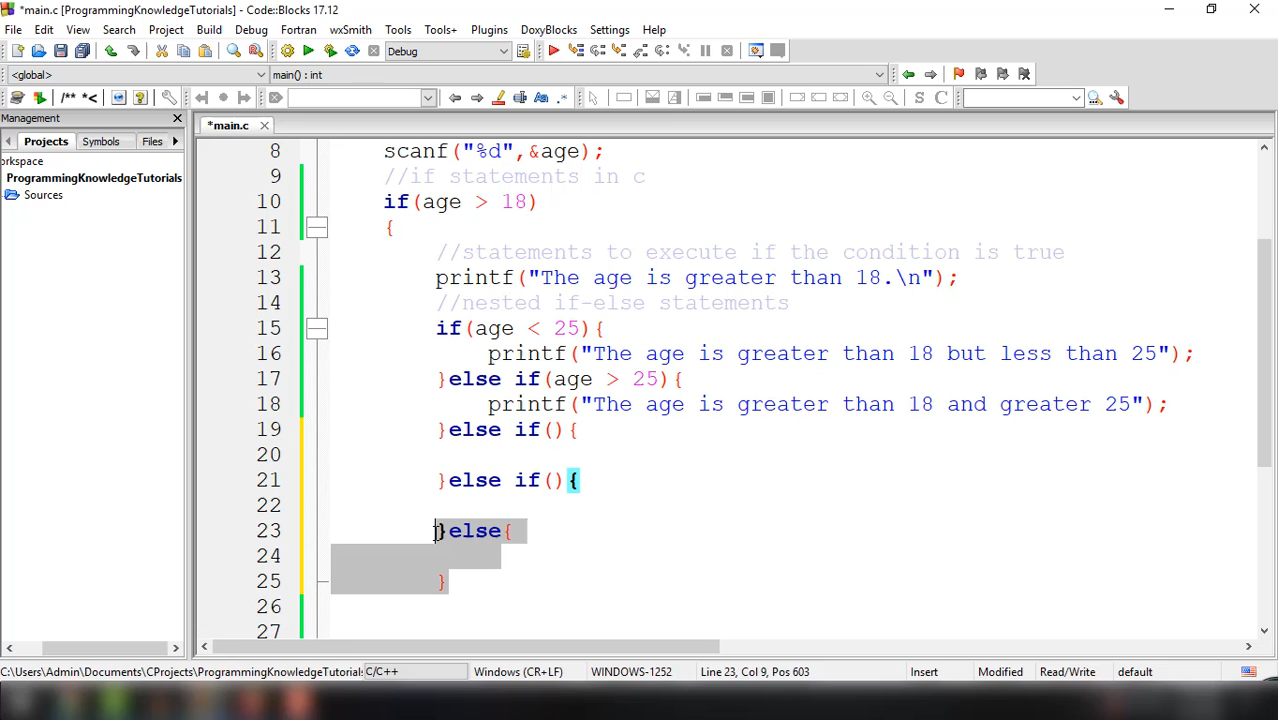 *main.c [ProgrammingKnowledgeTutorials] - Code::Blocks 17.12
File Edit View Search Project Build Debug Fortran wxSmith Tools Tools+ Plugins DoxyBlocks Settings Help
Debug
<global> main() : int
/** *<
S C
Management
Projects Symbols Files
orkspace
ProgrammingKnowledgeTutorials
Sources
*main.c
8 scanf("%d",&age);
9 //if statements in c
10 if(age > 18)
11 {
12 //statements to execute if the condition is true
13 printf("The age is greater than 18.\n");
14 //nested if-else statements
15 if(age < 25){
16 printf("The age is greater than 18 but less than 25");
17 }else if(age > 25){
18 printf("The age is greater than 18 and greater 25");
19 }else if(){
20
21 }else if(){
22
23 }else{
24
25 }
26
27
C:\Users\Admin\Documents\CProjects\ProgrammingKnowledgeTutorials C/C++ Windows (CR+LF) WINDOWS-1252 Line 23, Col 9, Pos 603 Insert Modified Read/Write default